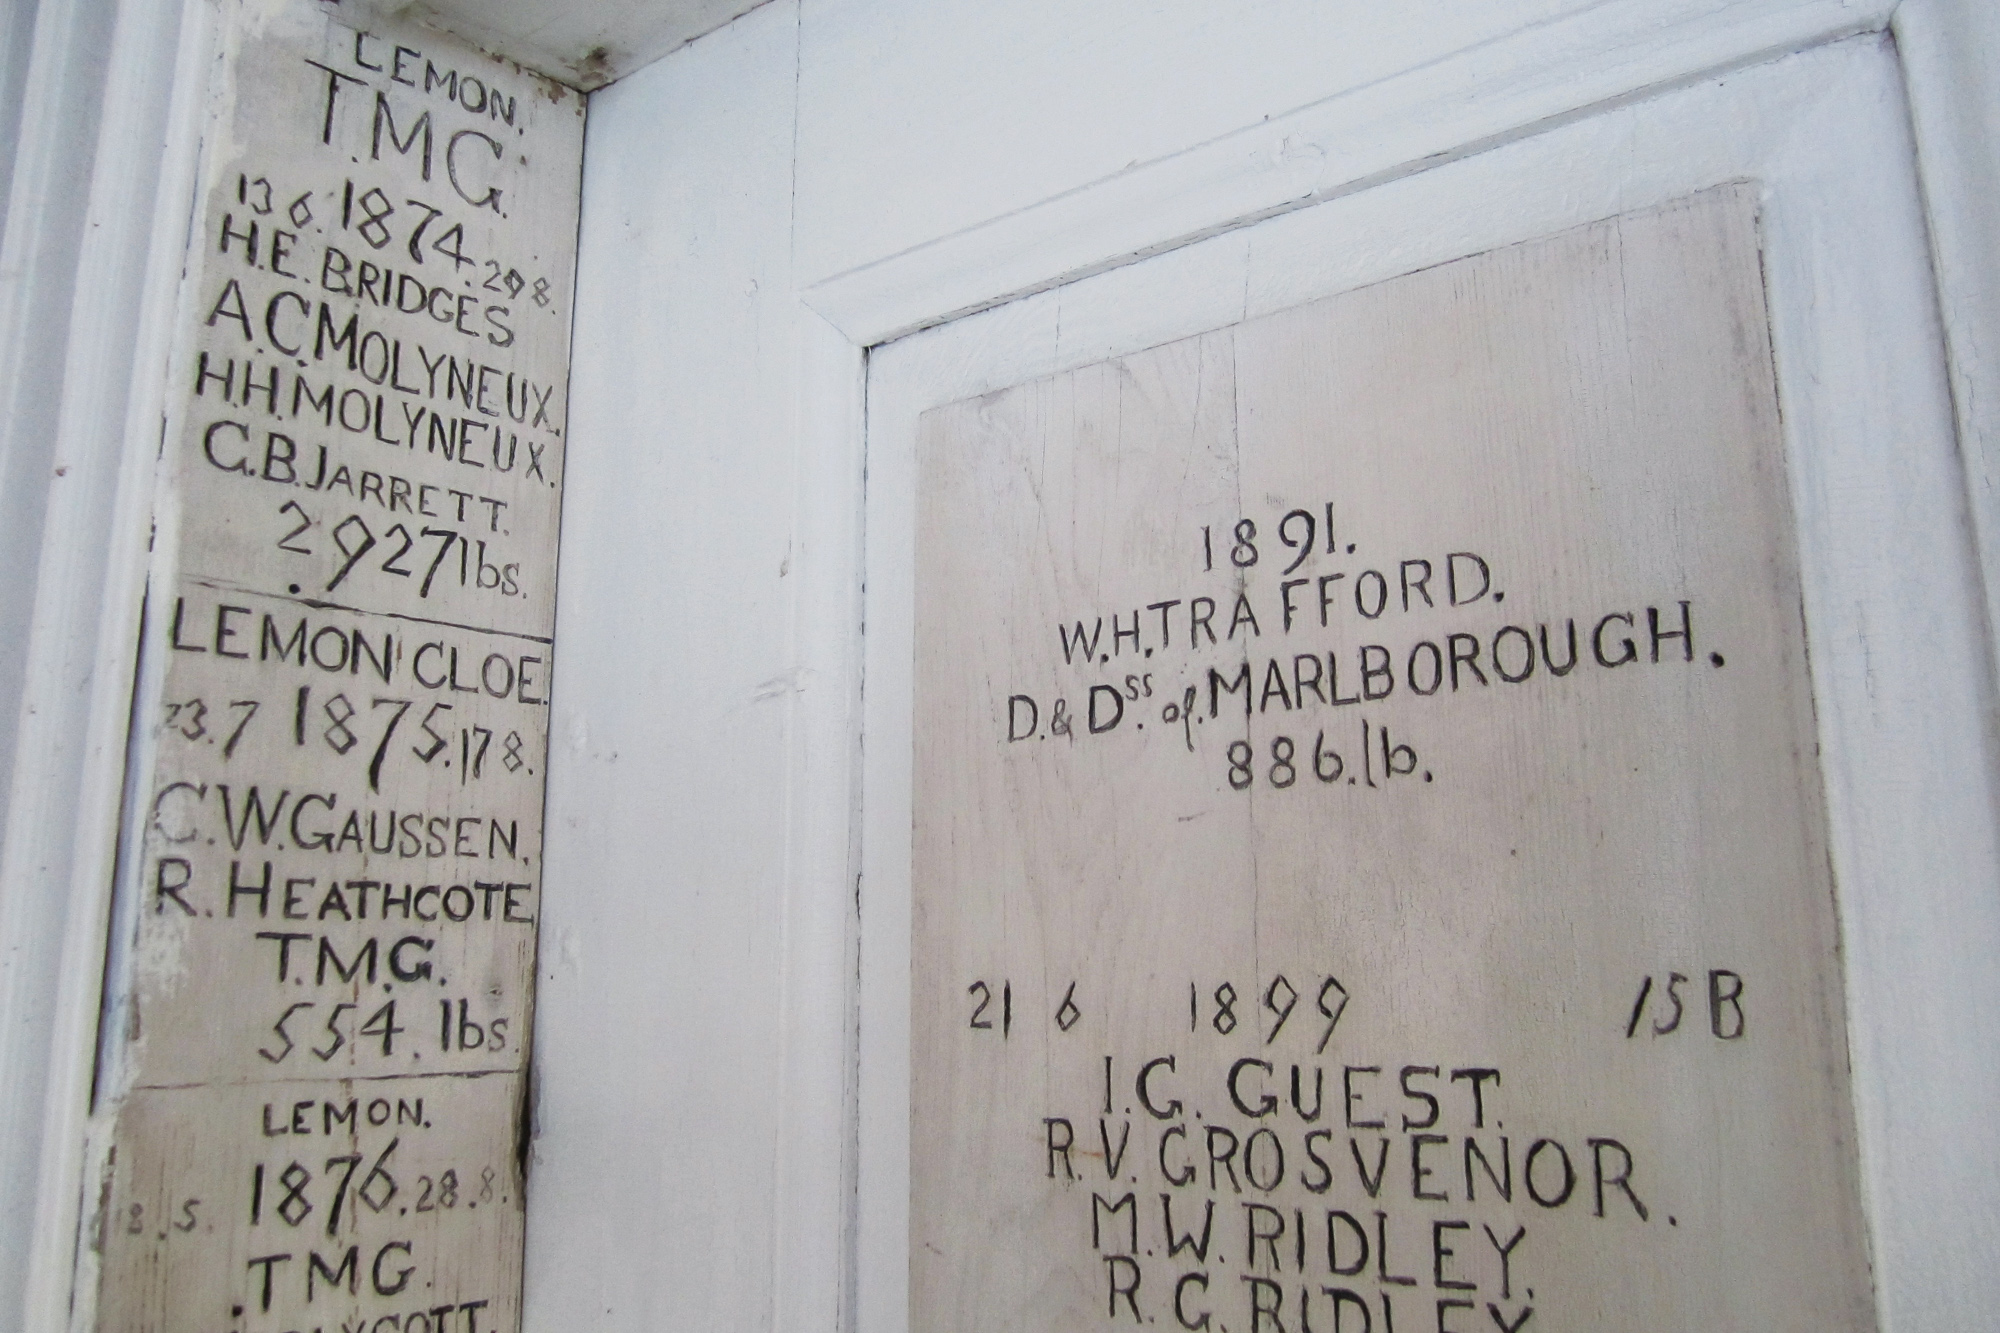 LEMON.
T.M.G.
13 6. 1874. 29 8.
H.E. BRIDGES
A.C. MOLYNEUX.
H.H. MOLYNEUX.
G.B. JARRETT.
2.927 lbs.
LEMON CLOE.
23.7 1875. 17 8.
C.W. GAUSSEN.
R. HEATHCOTE
T.M.G.
554. lbs.
LEMON.
1876. 28.8.
. 5.
.T M G.
1891.
W.H. TRAFFORD.
D. & Dss. of MARLBOROUGH.
886. lb.
21 6 1899 15 B
I. G. GUEST.
R. V. GROSVENOR.
M. W. RIDLEY.
R. G. RIDLEY